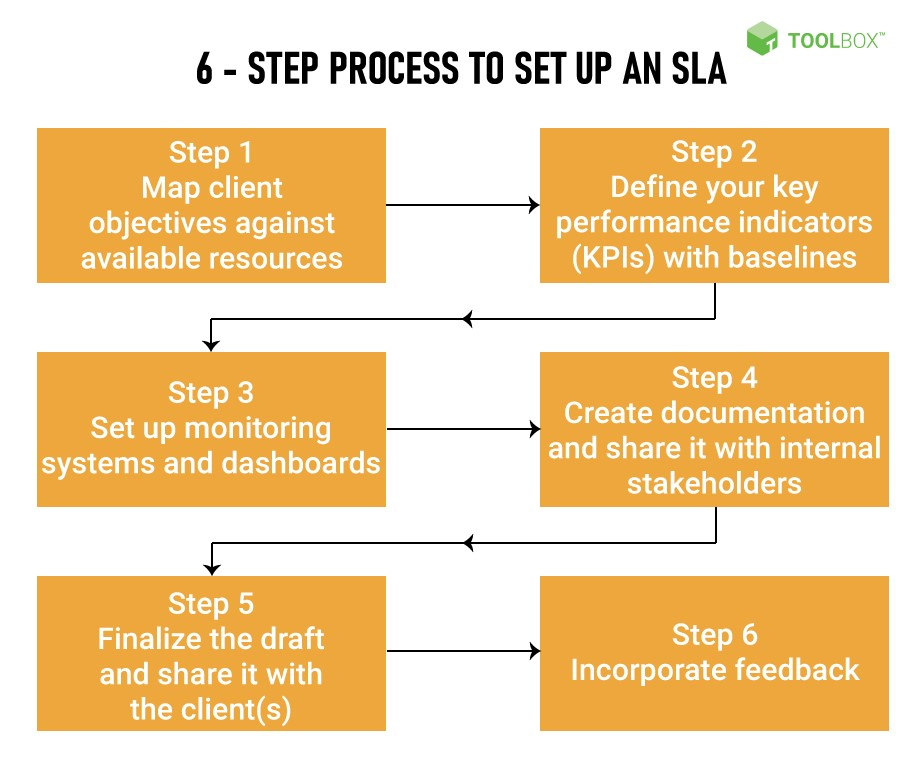 TOOLBOX™
6 - STEP PROCESS TO SET UP AN SLA
Step 1
Map client
objectives against
available resources
Step 2
Define your key
performance indicators
(KPIs) with baselines
Step 3
Set up monitoring
systems and dashboards
Step 4
Create documentation
and share it with internal
stakeholders
Step 5
Finalize the draft
and share it with
the client(s)
Step 6
Incorporate feedback